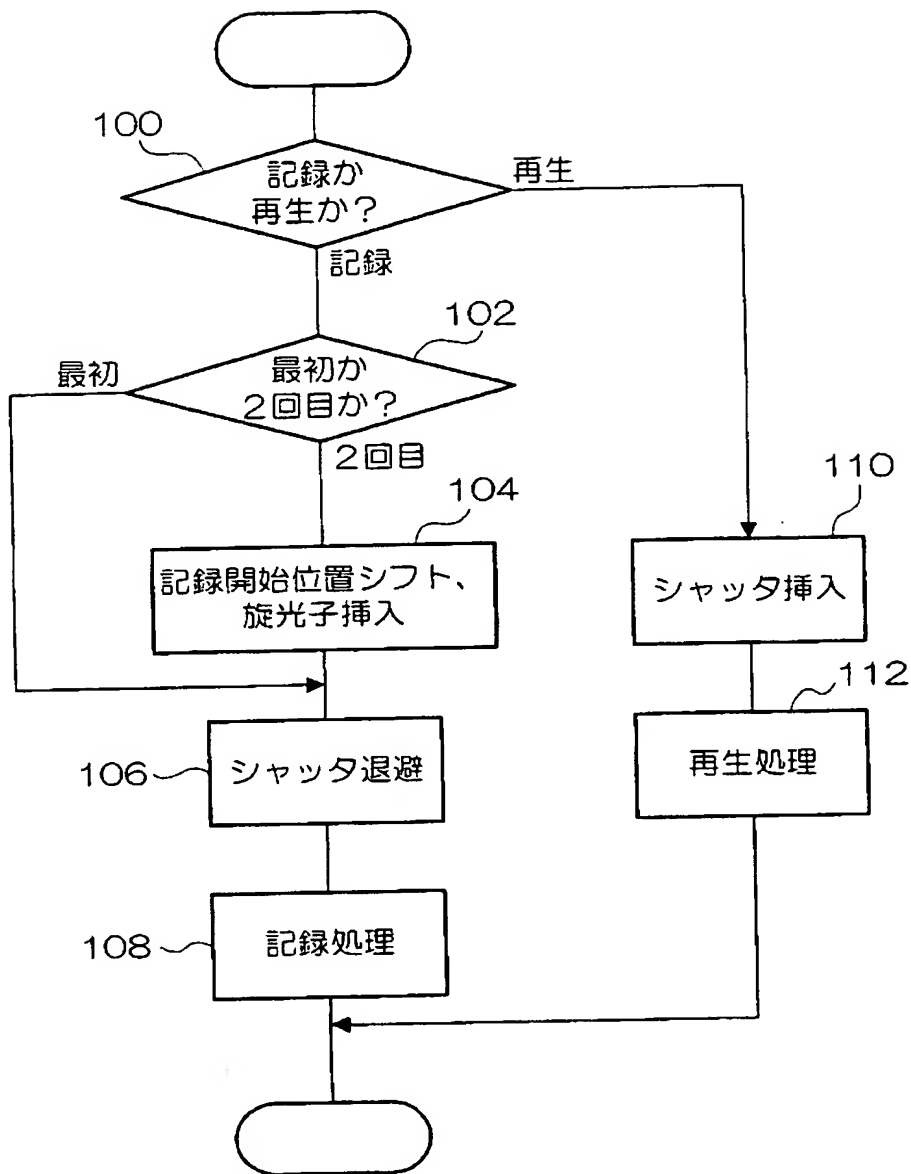 100
記録か
再生か？
再生
記録
102
最初
最初か
２回目か？
２回目
104
記録開始位置シフト、
旋光子挿入
110
シャッタ挿入
112
再生処理
106
シャッタ退避
108
記録処理